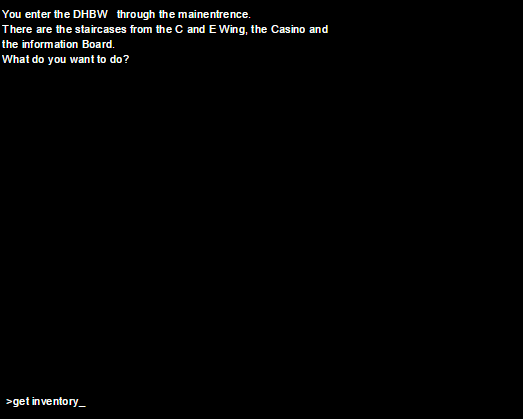 You enter the DHBW   through the mainentrence.
There are the staircases from the C and E Wing, the Casino and
the information Board.
What do you want to do?
>get inventory_